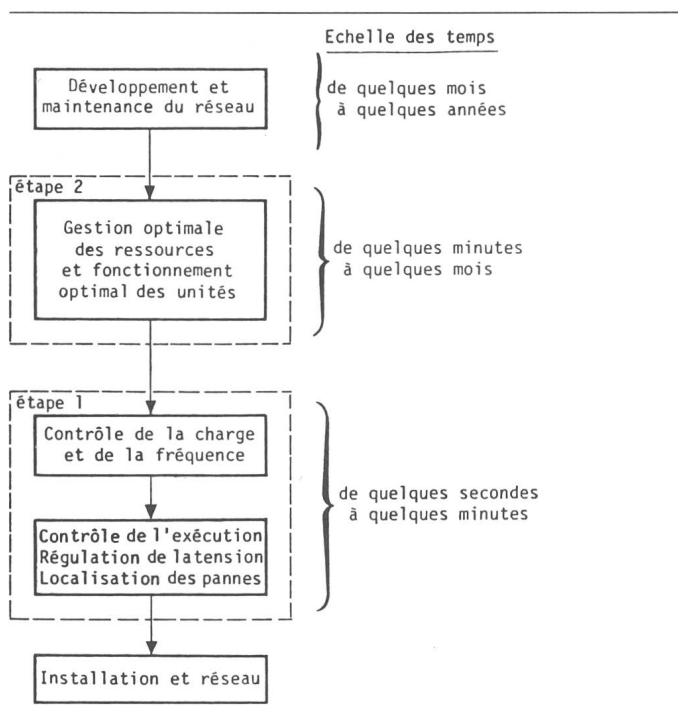 Echelle des temps
Développement et
maintenance du réseau
de quelques mois
à quelques années
étape 2
Gestion optimale
des ressources
et fonctionnement
optimal des unités
de quelques minutes
à quelques mois
étape 1
Contrôle de la charge
et de la fréquence
de quelques secondes
à quelques minutes
Contrôle de l'exécution
Régulation de latension
Localisation des pannes
Installation et réseau